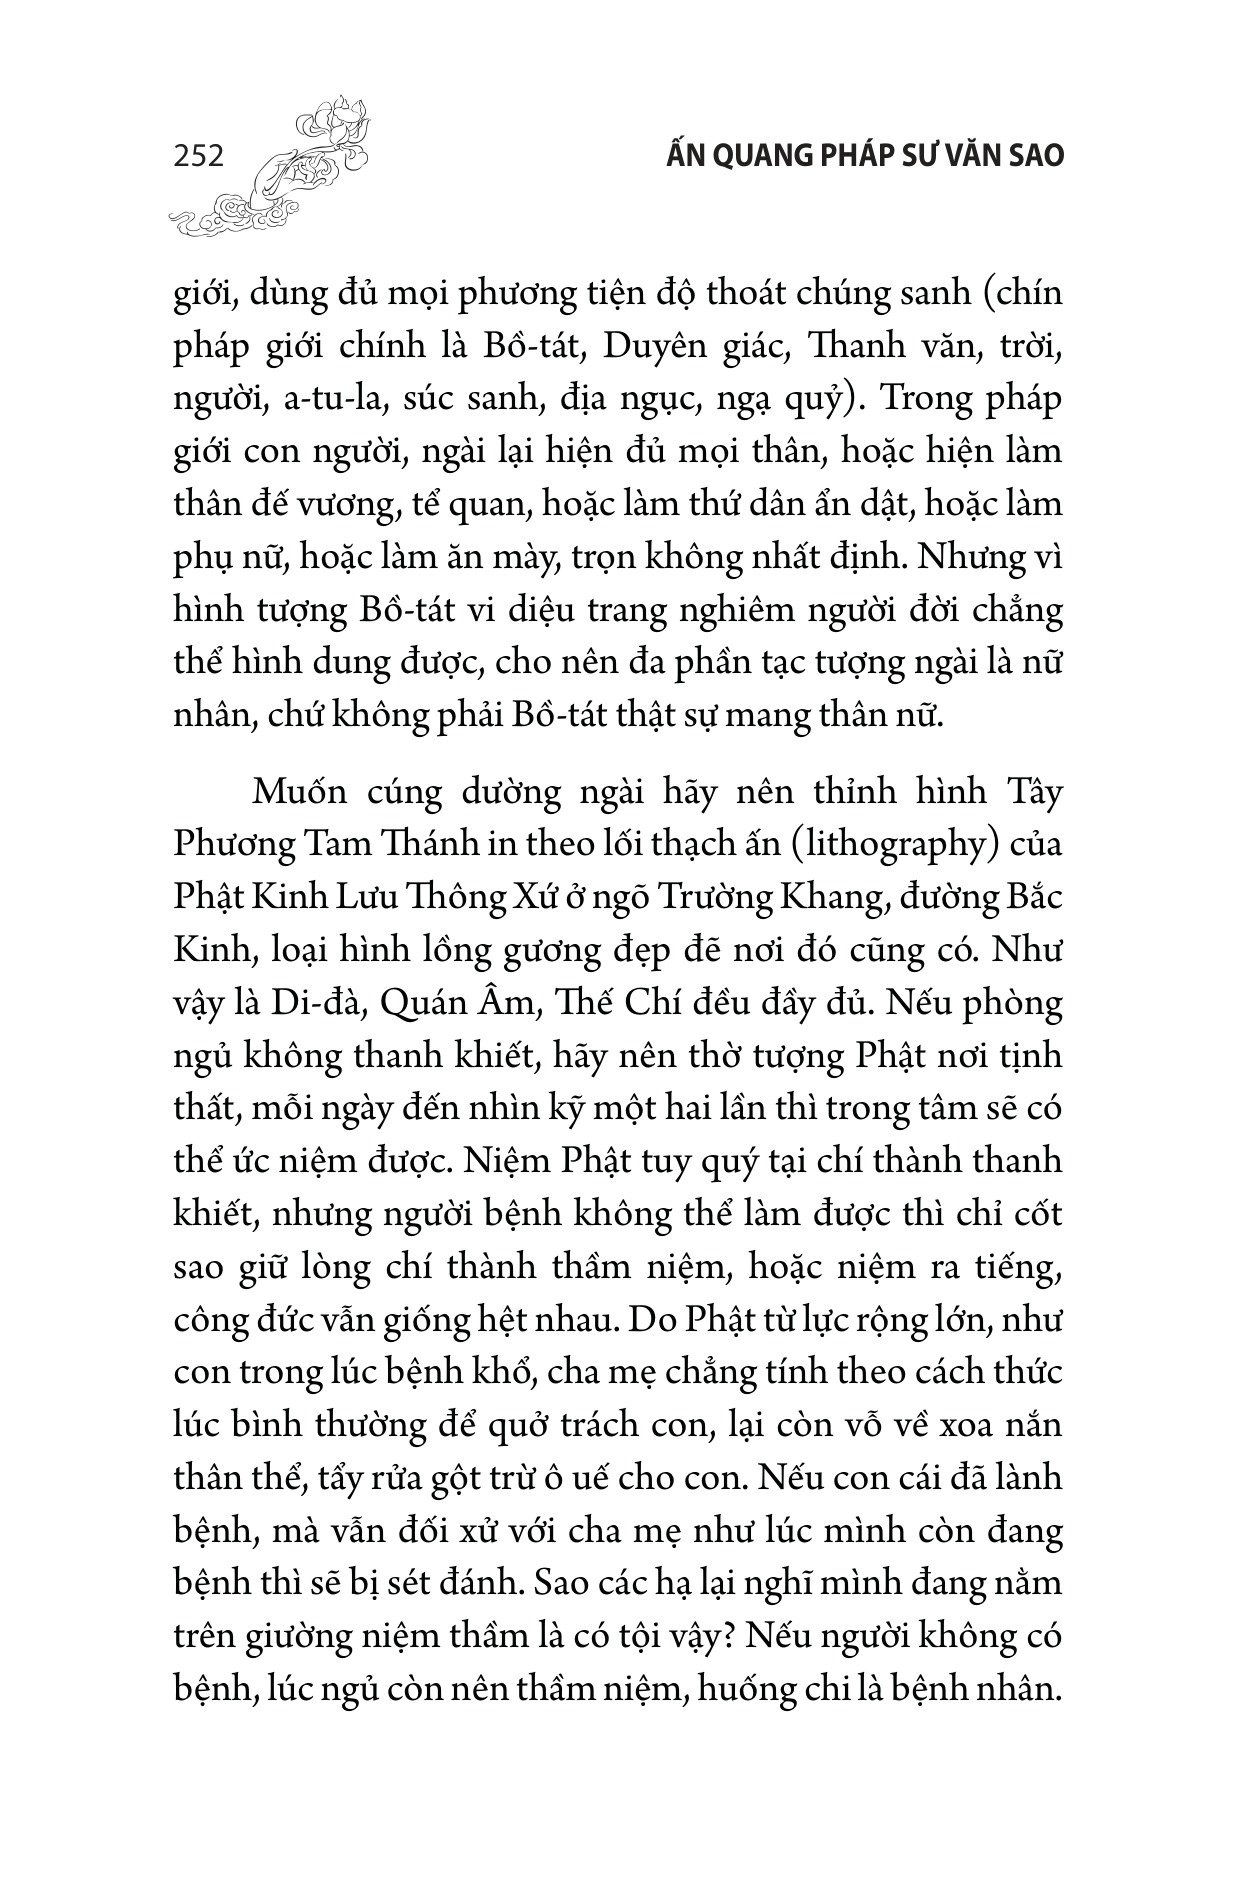 252
ẤN QUANG PHÁP SƯ VĂN SAO
giới, dùng đủ mọi phương tiện độ thoát chúng sanh (chín
pháp giới chính là Bồ-tát, Duyên giác, Thanh văn, trời,
người, a-tu-la, súc sanh, địa ngục, ngạ quỷ). Trong pháp
giới con người, ngài lại hiện đủ mọi thân, hoặc hiện làm
thân đế vương, tể quan, hoặc làm thứ dân ẩn dật, hoặc làm
phụ nữ, hoặc làm ăn mày, trọn không nhất định. Nhưng vì
hình tượng Bồ-tát vi diệu trang nghiêm người đời chẳng
thể hình dung được, cho nên đa phần tạc tượng ngài là nữ
nhân, chứ không phải Bồ-tát thật sự mang thân nữ.
Muốn cúng dường ngài hãy nên thỉnh hình Tây
Phương Tam Thánh in theo lối thạch ấn (lithography) của
Phật Kinh Lưu Thông Xứ ở ngõ Trường Khang, đường Bắc
Kinh, loại hình lồng gương đẹp đẽ nơi đó cũng có. Như
vậy là Di-đà, Quán Âm, Thế Chí đều đầy đủ. Nếu phòng
ngủ không thanh khiết, hãy nên thờ tượng Phật nơi tịnh
thất, mỗi ngày đến nhìn kỹ một hai lần thì trong tâm sẽ có
thể ức niệm được. Niệm Phật tuy quý tại chí thành thanh
khiết, nhưng người bệnh không thể làm được thì chỉ cốt
sao giữ lòng chí thành thầm niệm, hoặc niệm ra tiếng,
công đức vẫn giống hệt nhau. Do Phật từ lực rộng lớn, như
con trong lúc bệnh khổ, cha mẹ chẳng tính theo cách thức
lúc bình thường để quở trách con, lại còn vỗ về xoa nắn
thân thể, tẩy rửa gột trừ ô uế cho con. Nếu con cái đã lành
bệnh, mà vẫn đối xử với cha mẹ như lúc mình còn đang
bệnh thì sẽ bị sét đánh. Sao các hạ lại nghĩ mình đang nằm
trên giường niệm thầm là có tội vậy? Nếu người không có
bệnh, lúc ngủ còn nên thầm niệm, huống chi là bệnh nhân.